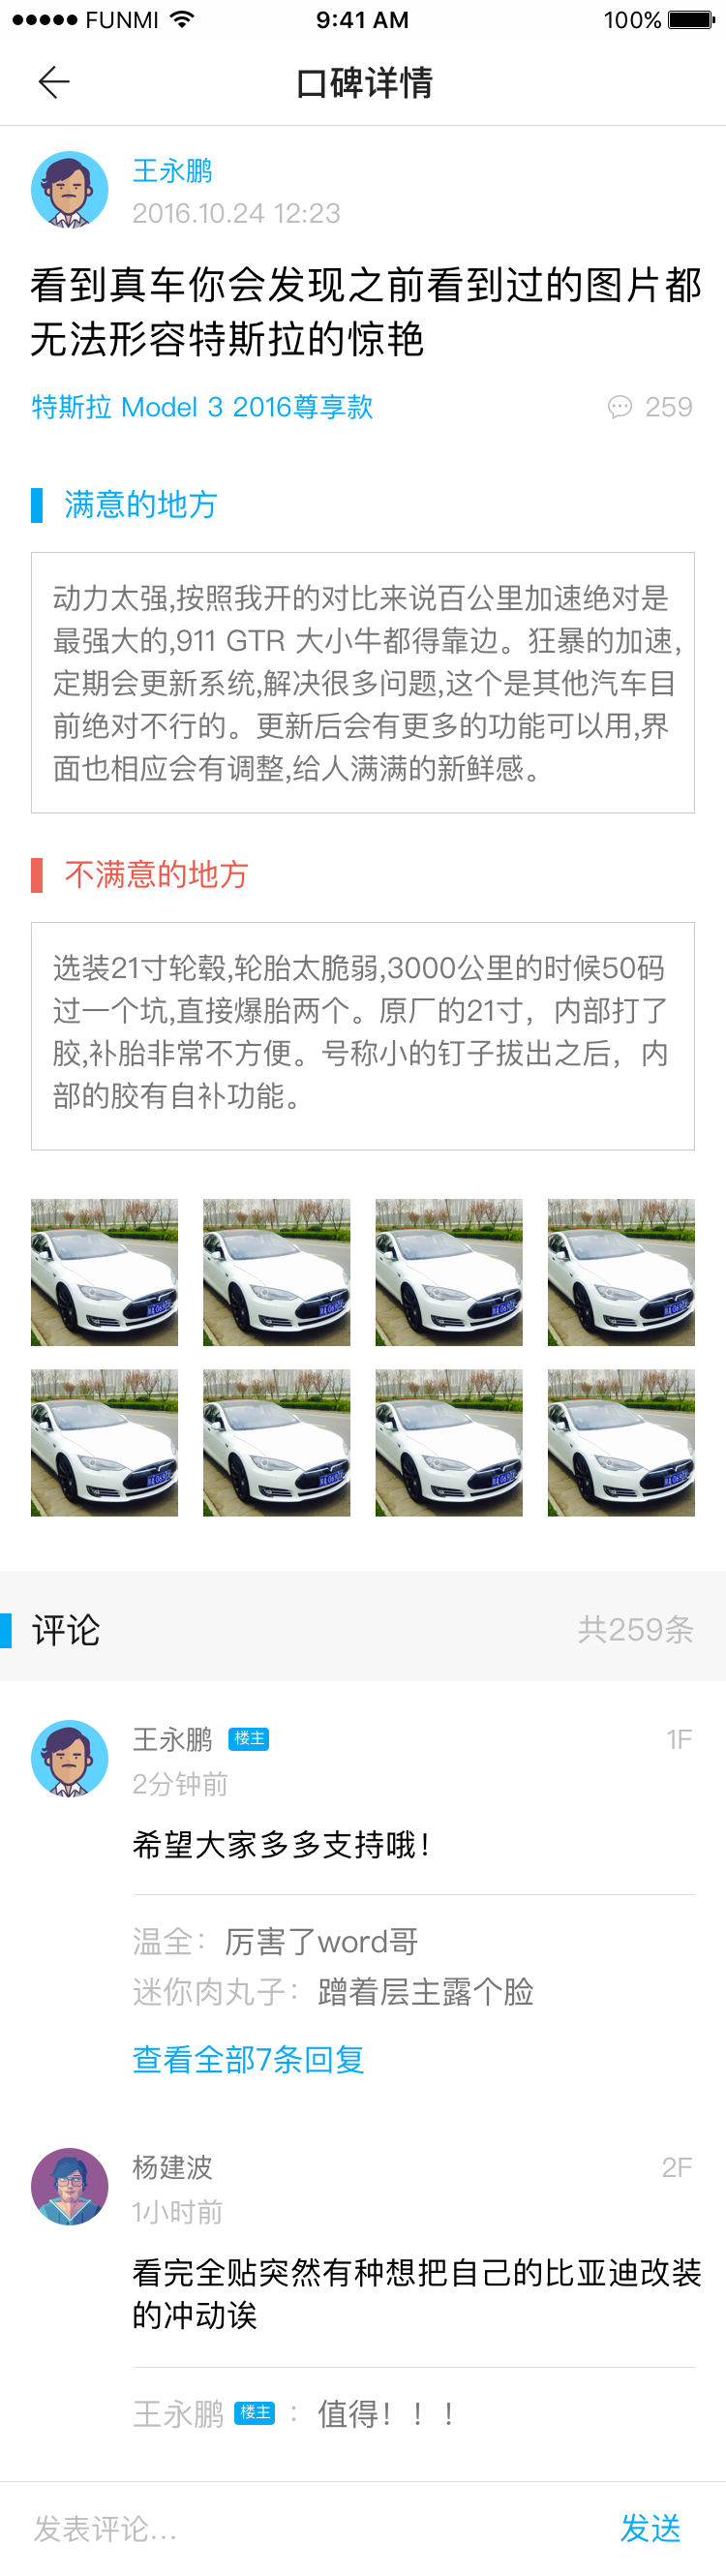 FUNMI 9:41 AM 100%
口碑详情
王永鹏
2016.10.24 12:23
看到真车你会发现之前看到过的图片都
无法形容特斯拉的惊艳
特斯拉 Model 3 2016尊享款 259
满意的地方
动力太强,按照我开的对比来说百公里加速绝对是
最强大的,911 GTR 大小牛都得靠边。狂暴的加速,
定期会更新系统,解决很多问题,这个是其他汽车目
前绝对不行的。更新后会有更多的功能可以用,界
面也相应会有调整,给人满满的新鲜感。
不满意的地方
选装21寸轮毂,轮胎太脆弱,3000公里的时候50码
过一个坑,直接爆胎两个。原厂的21寸，内部打了
胶,补胎非常不方便。号称小的钉子拔出之后，内
部的胶有自补功能。
评论 共259条
王永鹏 楼主 1F
2分钟前
希望大家多多支持哦！
温全：厉害了word哥
迷你肉丸子：蹭着层主露个脸
查看全部7条回复
杨建波 2F
1小时前
看完全贴突然有种想把自己的比亚迪改装
的冲动诶
王永鹏 楼主 ：值得！！！
发表评论... 发送